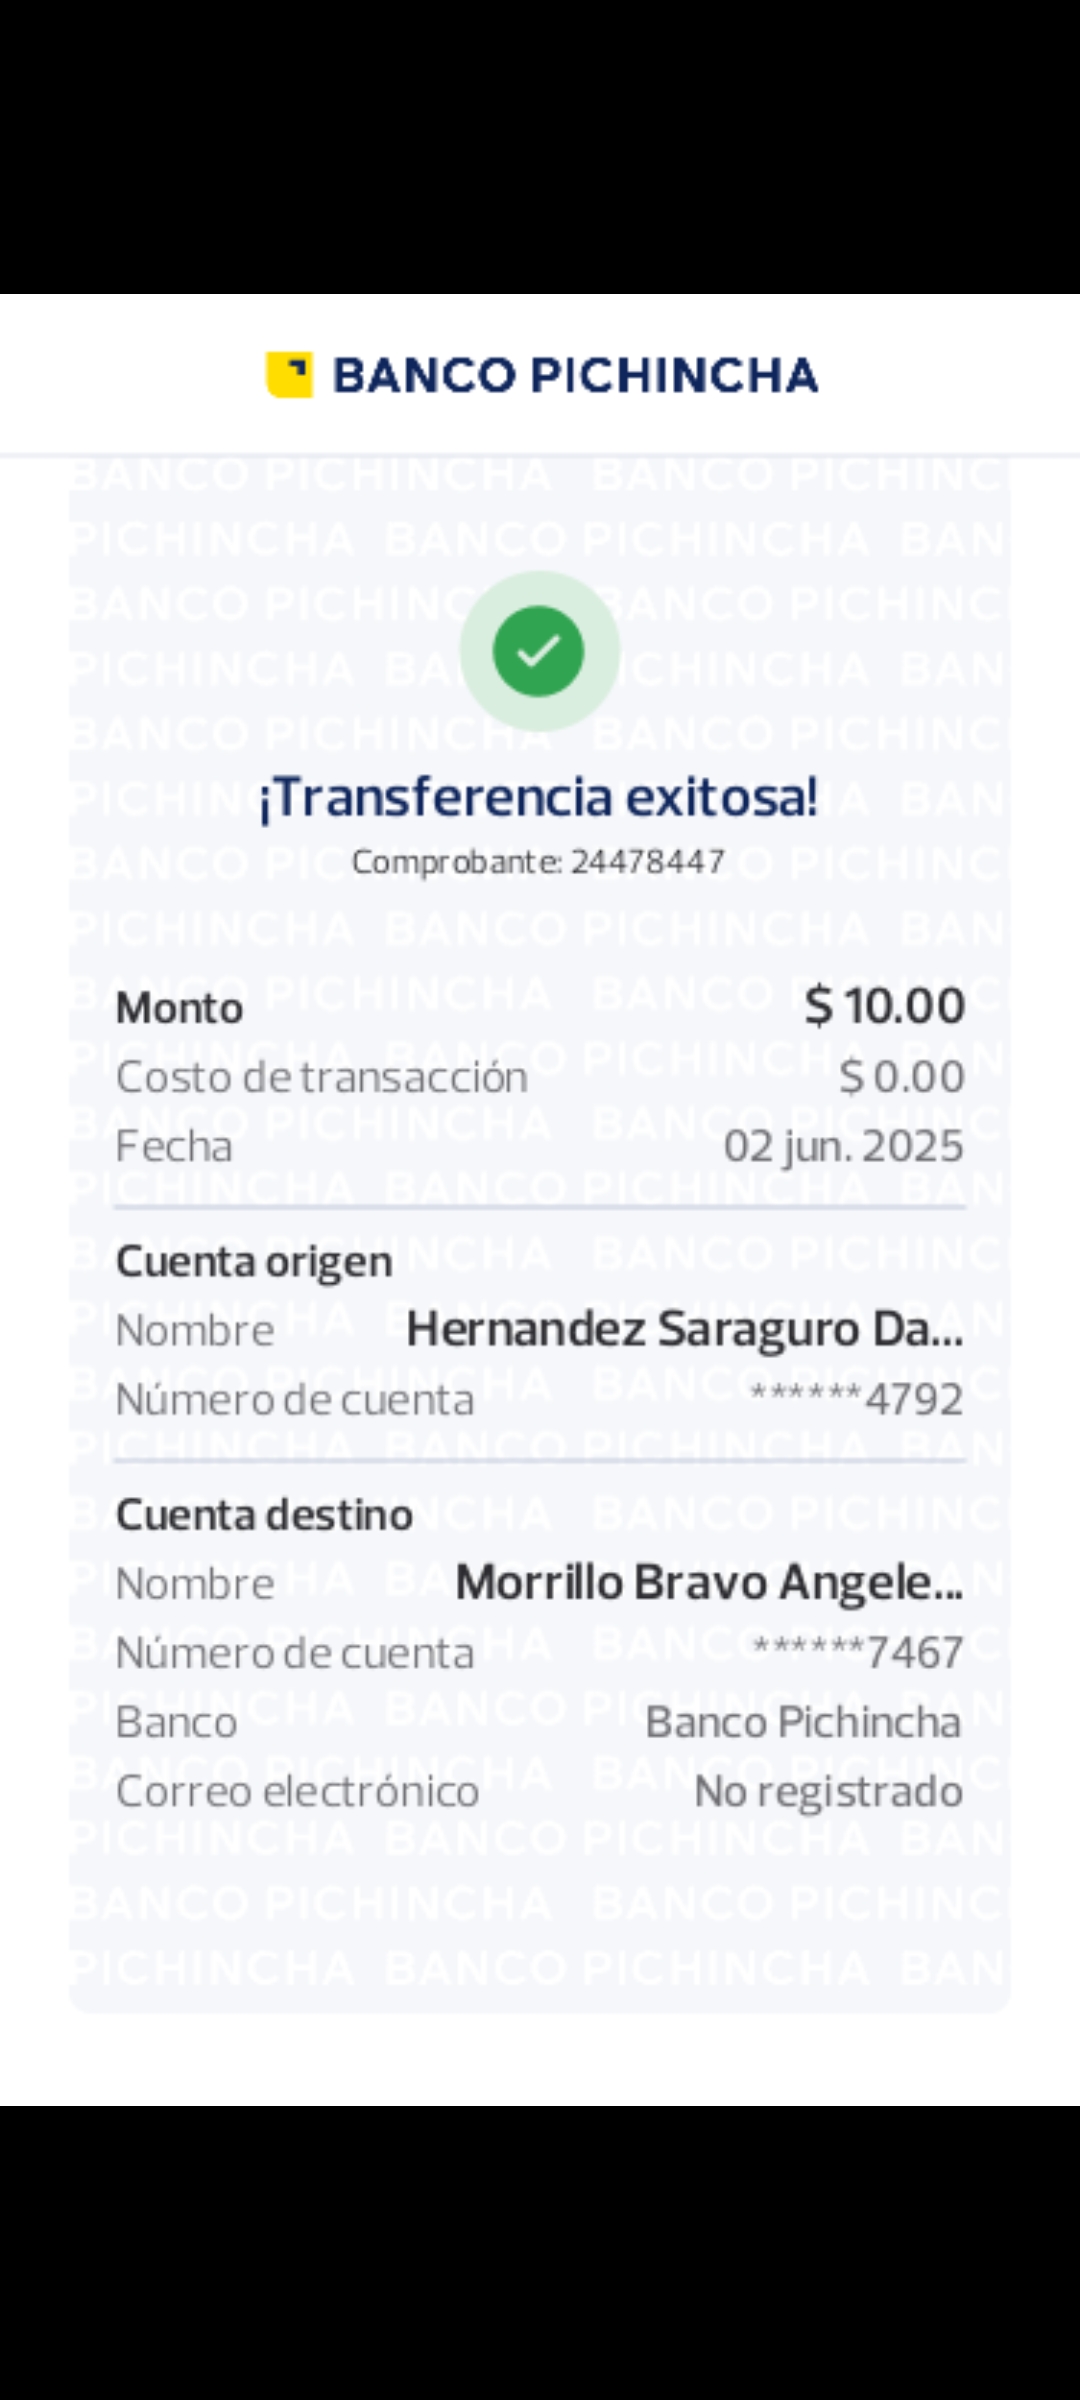 BANCO PICHINCHA
¡Transferencia exitosa!
Comprobante: 24478447
Monto $ 10.00
Costo de transacción $ 0.00
Fecha 02 jun. 2025
Cuenta origen
Nombre Hernandez Saraguro Da...
Número de cuenta ******4792
Cuenta destino
Nombre Morrillo Bravo Angele...
Número de cuenta ******7467
Banco Banco Pichincha
Correo electrónico No registrado